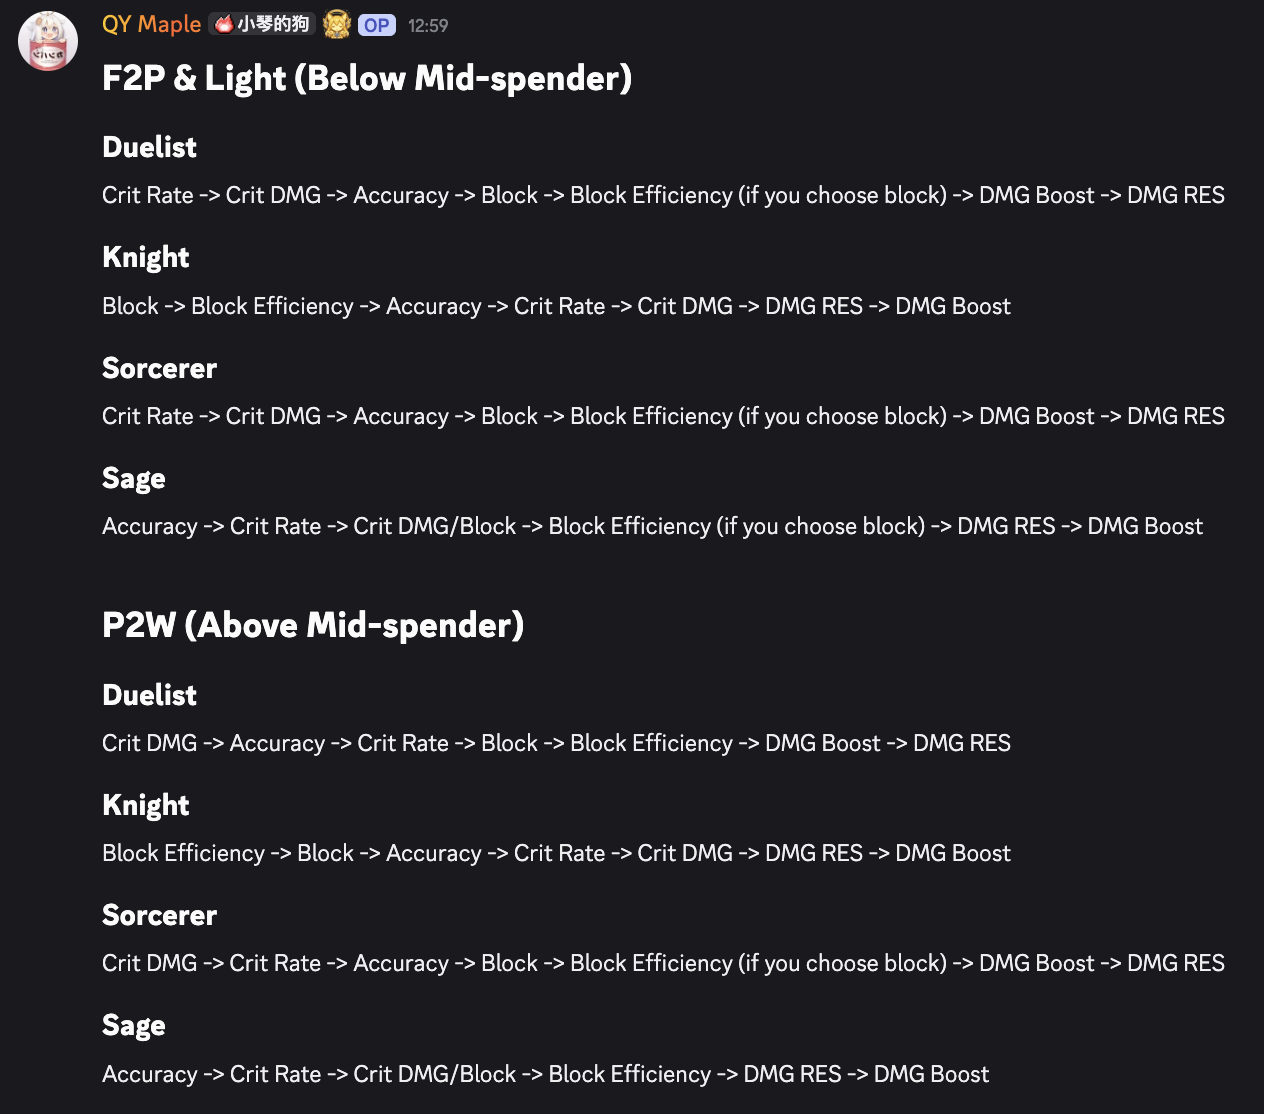 QY Maple 小琴的狗 OP 12:59
F2P & Light (Below Mid-spender)
Duelist
Crit Rate -> Crit DMG -> Accuracy -> Block -> Block Efficiency (if you choose block) -> DMG Boost -> DMG RES
Knight
Block -> Block Efficiency -> Accuracy -> Crit Rate -> Crit DMG -> DMG RES -> DMG Boost
Sorcerer
Crit Rate -> Crit DMG -> Accuracy -> Block -> Block Efficiency (if you choose block) -> DMG Boost -> DMG RES
Sage
Accuracy -> Crit Rate -> Crit DMG/Block -> Block Efficiency (if you choose block) -> DMG RES -> DMG Boost
P2W (Above Mid-spender)
Duelist
Crit DMG -> Accuracy -> Crit Rate -> Block -> Block Efficiency -> DMG Boost -> DMG RES
Knight
Block Efficiency -> Block -> Accuracy -> Crit Rate -> Crit DMG -> DMG RES -> DMG Boost
Sorcerer
Crit DMG -> Crit Rate -> Accuracy -> Block -> Block Efficiency (if you choose block) -> DMG Boost -> DMG RES
Sage
Accuracy -> Crit Rate -> Crit DMG/Block -> Block Efficiency -> DMG RES -> DMG Boost